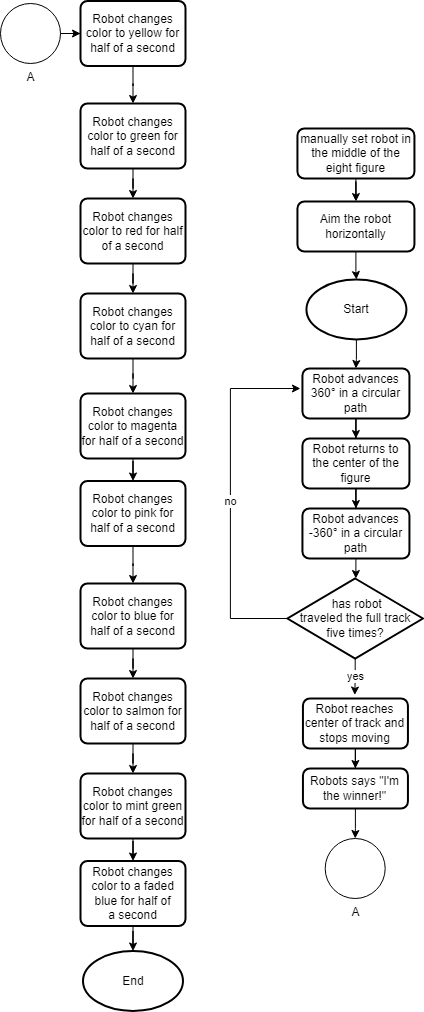 Robot changes
color to yellow for
half of a second
A
Robot changes
color to green for
half of a second
Robot changes
color to red for half
of a second
Robot changes
color to cyan for
half of a second
Robot changes
color to magenta
for half of a second
Robot changes
color to pink for
half of a second
Robot changes
color to blue for
half of a second
Robot changes
color to salmon for
half of a second
Robot changes
color to mint green
for half of a second
Robot changes
color to a faded
blue for half of
a second
End
manually set robot in
the middle of the
eight figure
Aim the robot
horizontally
Start
Robot advances
360° in a circular
path
Robot returns to
the center of the
figure
no
Robot advances
-360° in a circular
path
has robot
traveled the full track
five times?
yes
Robot reaches
center of track and
stops moving
Robots says "I'm
the winner!"
A